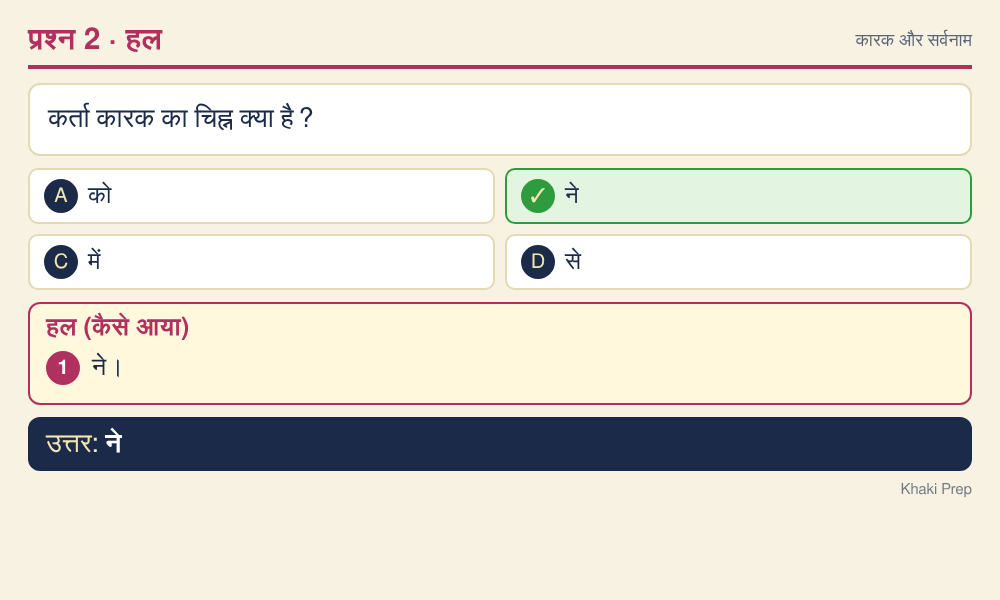 प्रश्न 2 · हल
कारक और सर्वनाम
कर्ता कारक का चिह्न क्या है ?
A को
✓ ने
C में
D से
हल (कैसे आया)
1 ने।
उत्तर: ने
Khaki Prep